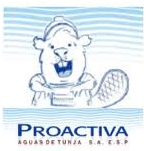 PROACTIVA
AGUAS DE TUNJA S.A. E.S.P